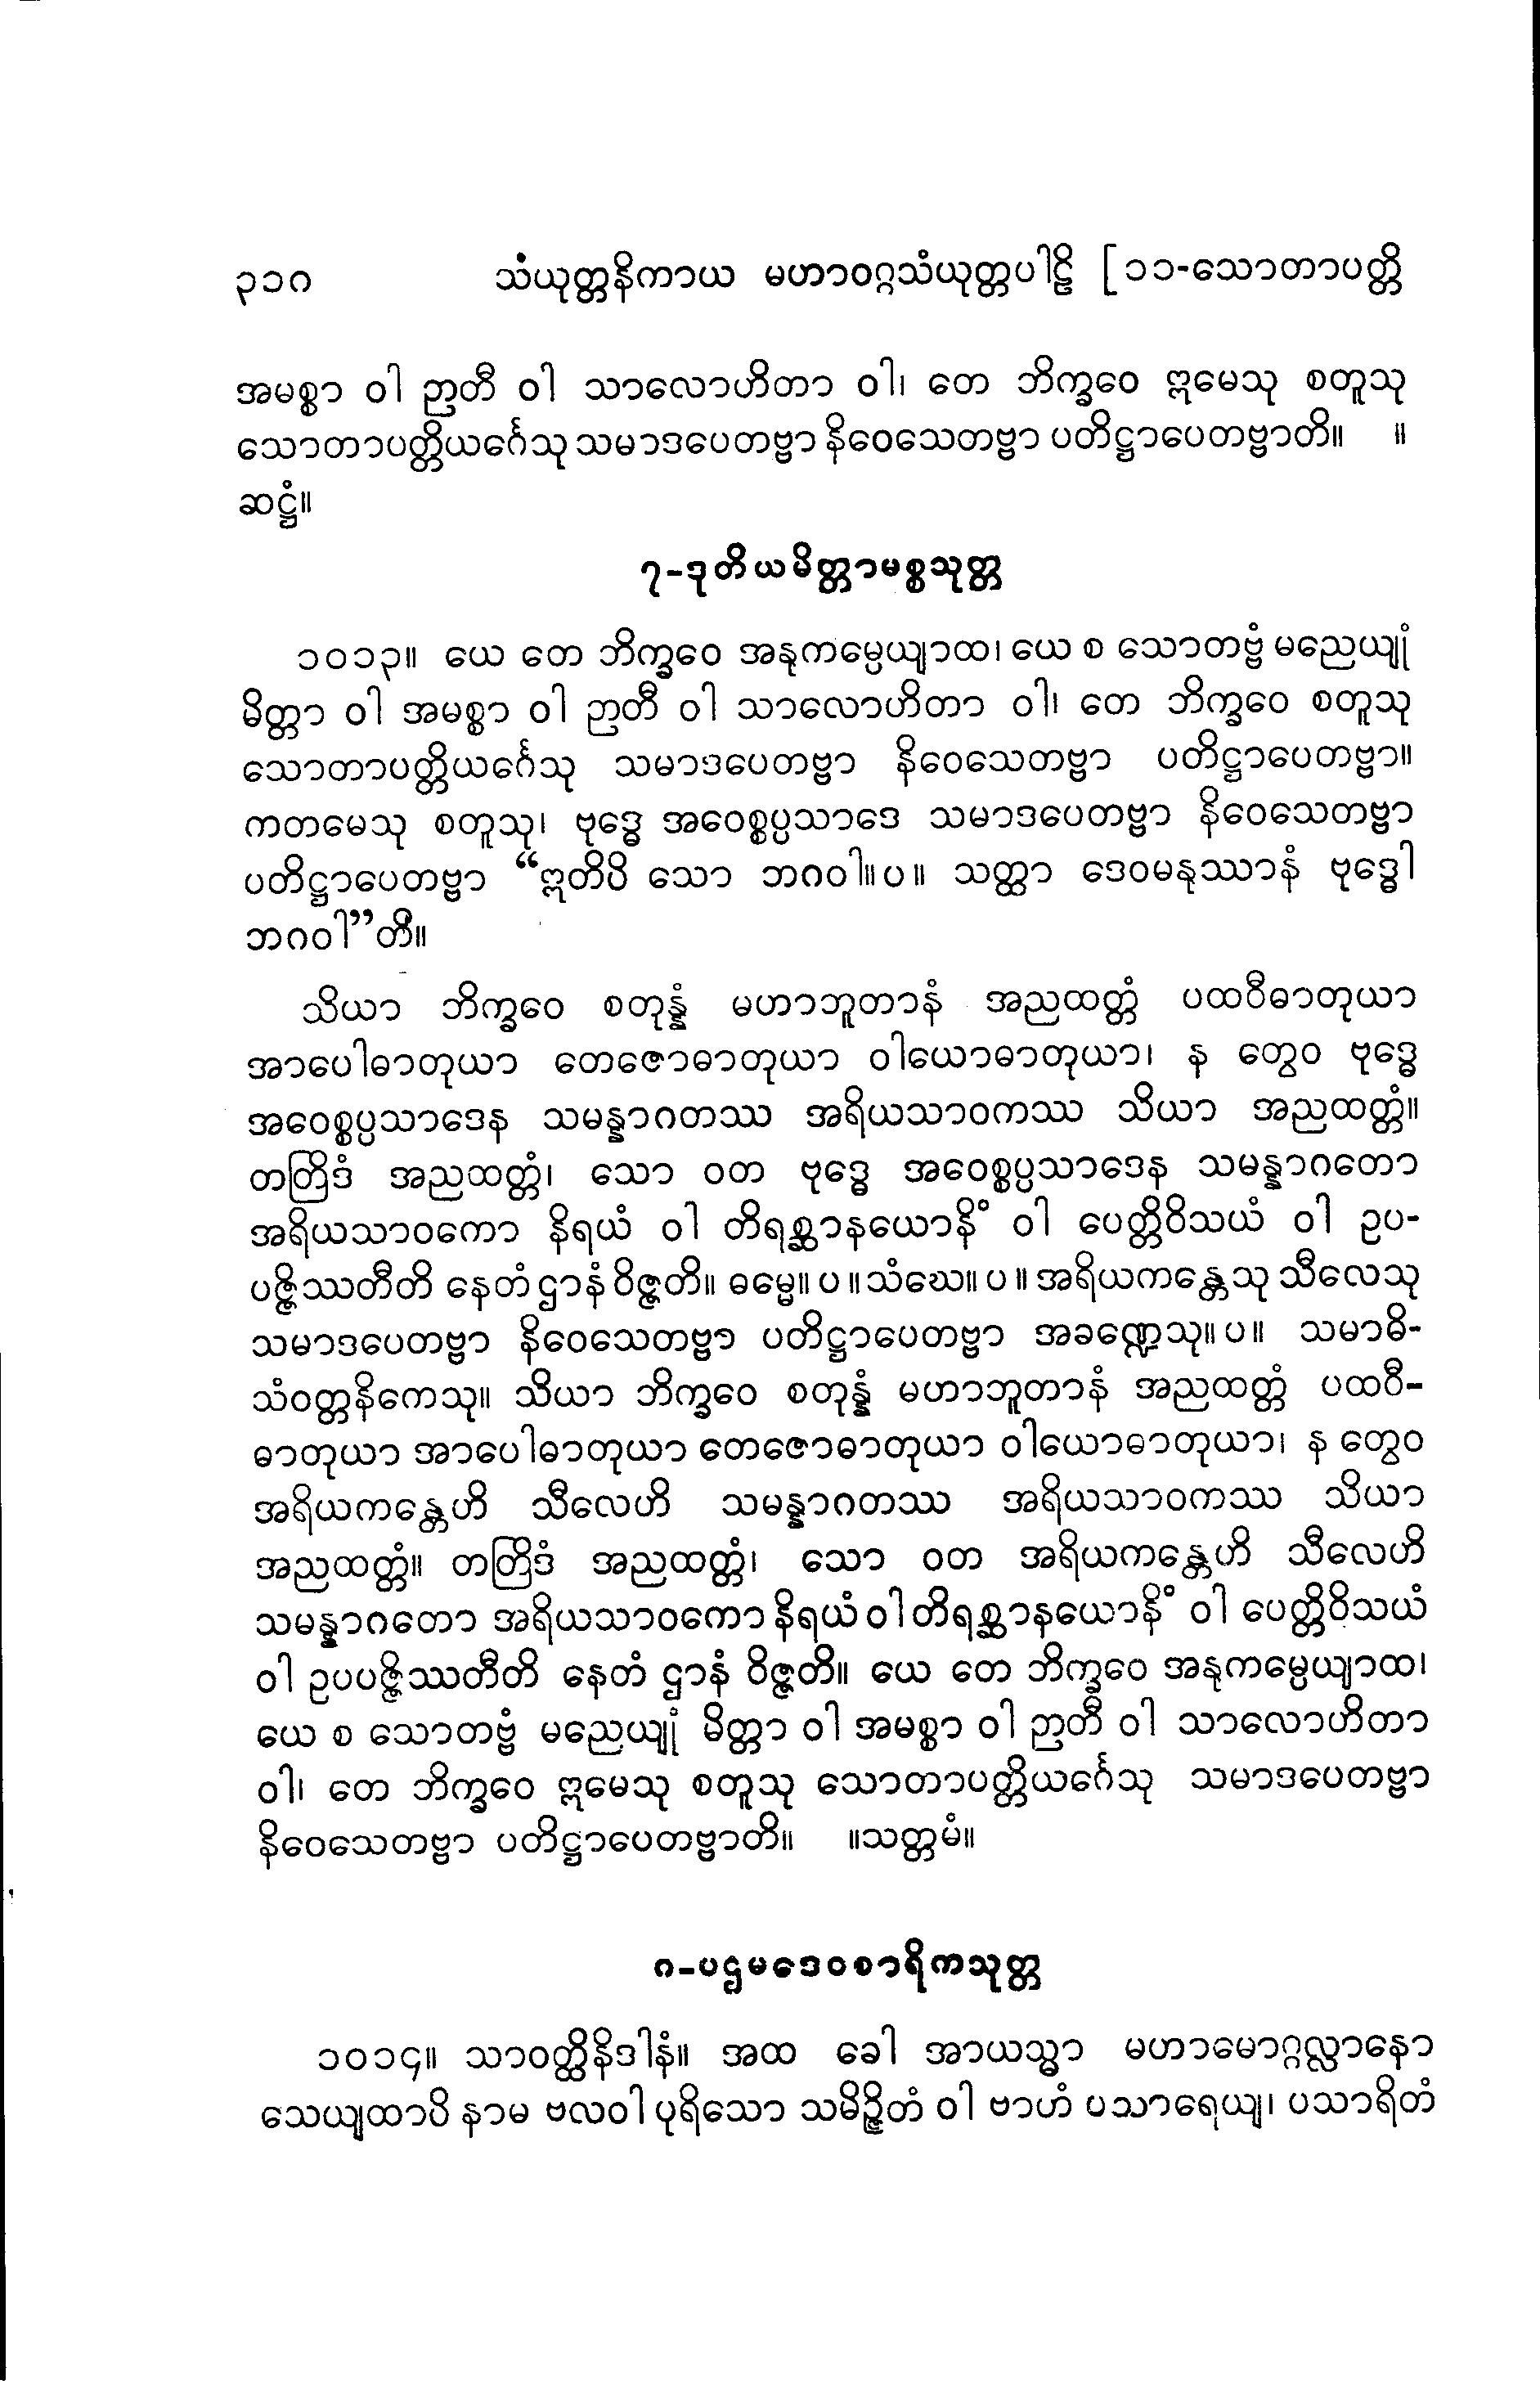 ၃၁၈ သံယုတ္တနိကာယ မဟာဝဂ္ဂသံယုတ္တပါဠိ [ ၁၁-သောတာပတ္တိ
အမစ္စာ ဝါ ဉာတီ ဝါ သာလောဟိတာ ဝါ၊ တေ ဘိက္ခဝေ ဣမေသု စတူသု
သောတာပတ္တိယင်္ဂေသု သမာဒပေတဗ္ဗာ နိဝေသေတဗ္ဗာ ပတိဋ္ဌာပေတဗ္ဗာတိ။ ။
ဆဋ္ဌံ။
၇-ဒုတိယမိတ္တာမစ္စသုတ္တ
၁၀၁၃။ ယေ တေ ဘိက္ခဝေ အနုကမ္ပေယျာထ၊ ယေ စ သောတဗ္ဗံ မညေယျုံ
မိတ္တာ ဝါ အမစ္စာ ဝါ ဉာတီ ဝါ သာလောဟိတာ ဝါ၊ တေ ဘိက္ခဝေ စတူသု
သောတာပတ္တိယင်္ဂေသု သမာဒပေတဗ္ဗာ နိဝေသေတဗ္ဗာ ပတိဋ္ဌာပေတဗ္ဗာ။
ကတမေသု စတူသု၊ ဗုဒ္ဓေ အဝေစ္စပ္ပသာဒေ သမာဒပေတဗ္ဗာ နိဝေသေတဗ္ဗာ
ပတိဋ္ဌာပေတဗ္ဗာ “ဣတိပိ သော ဘဂဝါ။ပ။ သတ္ထာ ဒေဝမနုဿာနံ ဗုဒ္ဓေါ
ဘဂဝါ”တိ။
သိယာ ဘိက္ခဝေ စတုန္နံ မဟာဘူတာနံ အညထတ္တံ ပထဝီဓာတုယာ
အာပေါဓာတုယာ တေဇောဓာတုယာ ဝါယောဓာတုယာ၊ န တွေဝ ဗုဒ္ဓေ
အဝေစ္စပ္ပသာဒေန သမန္နာဂတဿ အရိယသာဝကဿ သိယာ အညထတ္တံ။
တတြိဒံ အညထတ္တံ၊ သော ဝတ ဗုဒ္ဓေ အဝေစ္စပ္ပသာဒေန သမန္နာဂတော
အရိယသာဝကော နိရယံ ဝါ တိရစ္ဆာနယောနိံ ဝါ ပေတ္တိဝိသယံ ဝါ ဥပ-
ပဇ္ဇိဿတီတိ နေတံ ဌာနံ ဝိဇ္ဇတိ။ ဓမ္မေ။ ပ ။ သံဃေ။ ပ ။ အရိယကန္တေသု သီလေသု
သမာဒပေတဗ္ဗာ နိဝေသေတဗ္ဗာ ပတိဋ္ဌာပေတဗ္ဗာ အခဏ္ဍေသု။ပ။ သမာဓိ-
သံဝတ္တနိကေသု။ သိယာ ဘိက္ခဝေ စတုန္နံ မဟာဘူတာနံ အညထတ္တံ ပထဝီ-
ဓာတုယာ အာပေါဓာတုယာ တေဇောဓာတုယာ ဝါယောဓာတုယာ၊ န တွေဝ
အရိယကန္တေဟိ သီလေဟိ သမန္နာဂတဿ အရိယသာဝကဿ သိယာ
အညထတ္တံ။ တတြိဒံ အညထတ္တံ၊ သော ဝတ အရိယကန္တေဟိ သီလေဟိ
သမန္နာဂတော အရိယသာဝကော နိရယံ ဝါ တိရစ္ဆာနယောနိံ ဝါ ပေတ္တိဝိသယံ
ဝါ ဥပပဇ္ဇိဿတီတိ နေတံ ဌာနံ ဝိဇ္ဇတိ။ ယေ တေ ဘိက္ခဝေ အနုကမ္ပေယျာထ၊
ယေ စ သောတဗ္ဗံ မညေယျုံ မိတ္တာ ဝါ အမစ္စာ ဝါ ဉာတီ ဝါ သာလောဟိတာ
ဝါ၊ တေ ဘိက္ခဝေ ဣမေသု စတူသု သောတာပတ္တိယင်္ဂေသု သမာဒပေတဗ္ဗာ
နိဝေသေတဗ္ဗာ ပတိဋ္ဌာပေတဗ္ဗာတိ။ ။သတ္တမံ။
၈-ပဌမဒေဝစာရိကသုတ္တ
၁၀၁၄။ သာဝတ္ထိနိဒါနံ။ အထ ခေါ အာယသ္မာ မဟာမောဂ္ဂလ္လာနော
သေယျထာပိ နာမ ဗလဝါ ပုရိသော သမိဉ္ဇိတံ ဝါ ဗာဟံ ပသာရေယျ၊ ပသာရိတံ